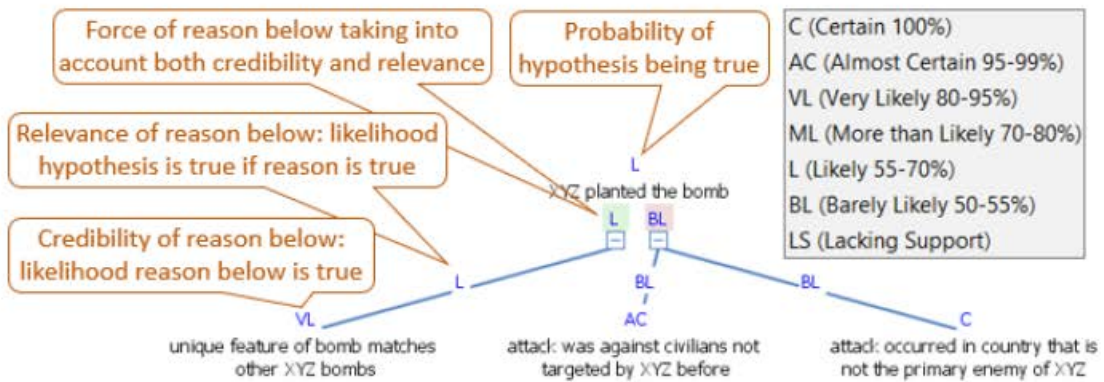 Force of reason below taking into
account both credibility and relevance
Probability of
hypothesis being true
C (Certain 100%)
AC (Almost Certain 95-99%)
VL (Very Likely 80-95%)
ML (More than Likely 70-80%)
L (Likely 55-70%)
BL (Barely Likely 50-55%)
LS (Lacking Support)
Relevance of reason below: likelihood
hypothesis is true if reason is true
L
XYZ planted the bomb
L BL
Credibility of reason below:
likelihood reason below is true
L BL BL
VL AC C
unique feature of bomb matches
other XYZ bombs
attack: was against civilians not
targeted by XYZ before
attack: occurred in country that is
not the primary enemy of XYZ